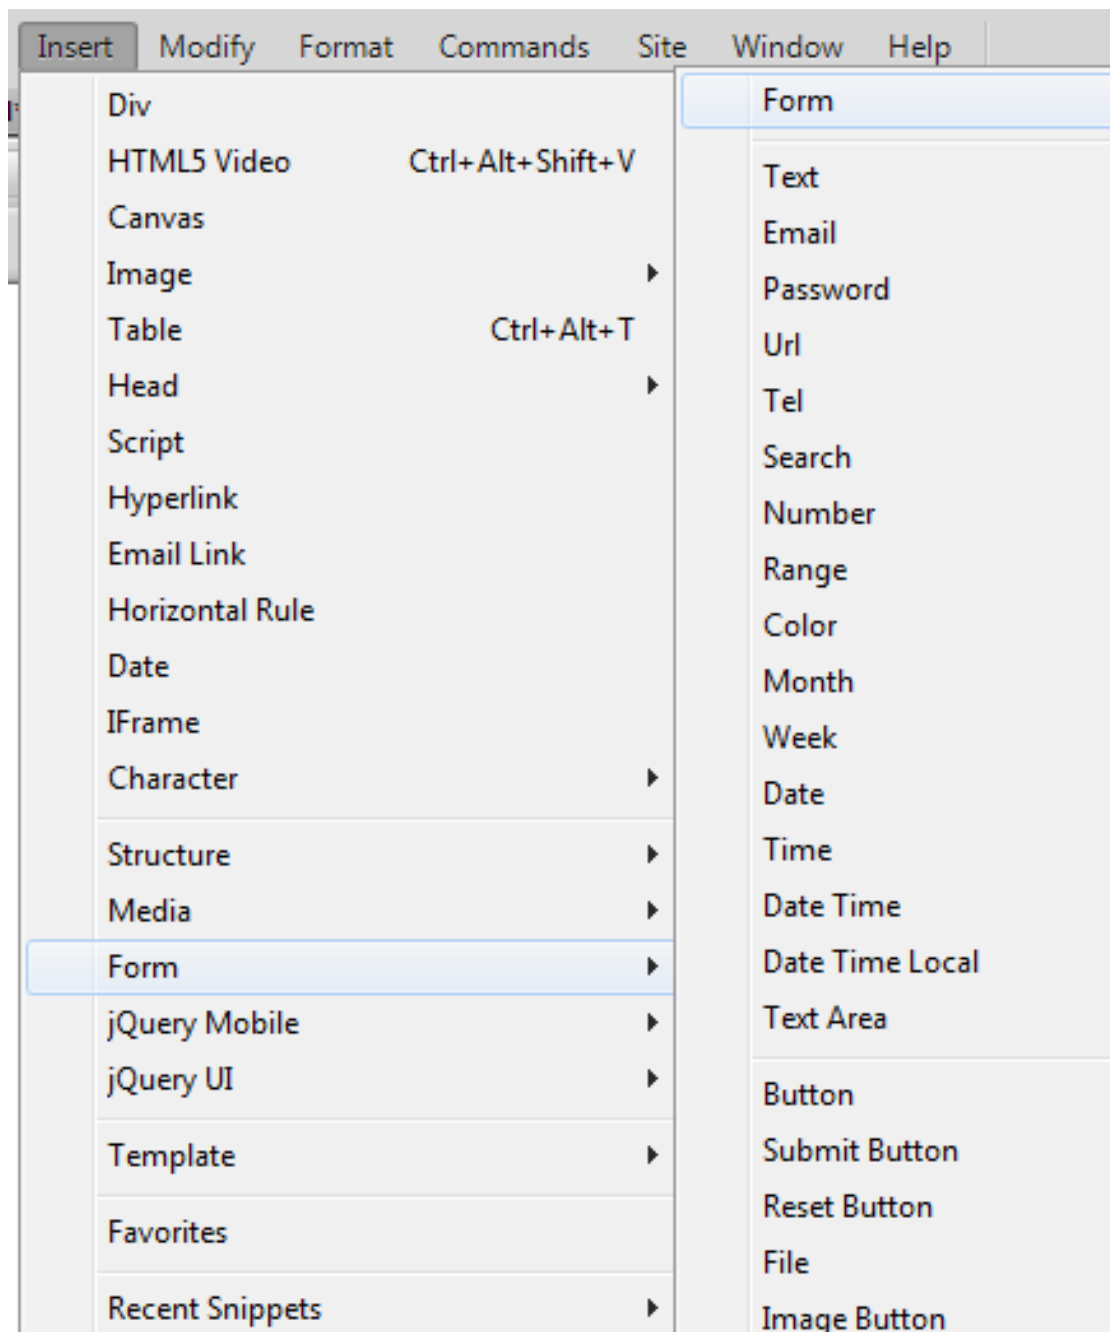 Insert Modify Format Commands Site Window Help
Div
HTML5 Video Ctrl+Alt+Shift+V
Canvas
Image
Table Ctrl+Alt+T
Head
Script
Hyperlink
Email Link
Horizontal Rule
Date
IFrame
Character
Structure
Media
Form
jQuery Mobile
jQuery UI
Template
Favorites
Recent Snippets
Form
Text
Email
Password
Url
Tel
Search
Number
Range
Color
Month
Week
Date
Time
Date Time
Date Time Local
Text Area
Button
Submit Button
Reset Button
File
Image Button